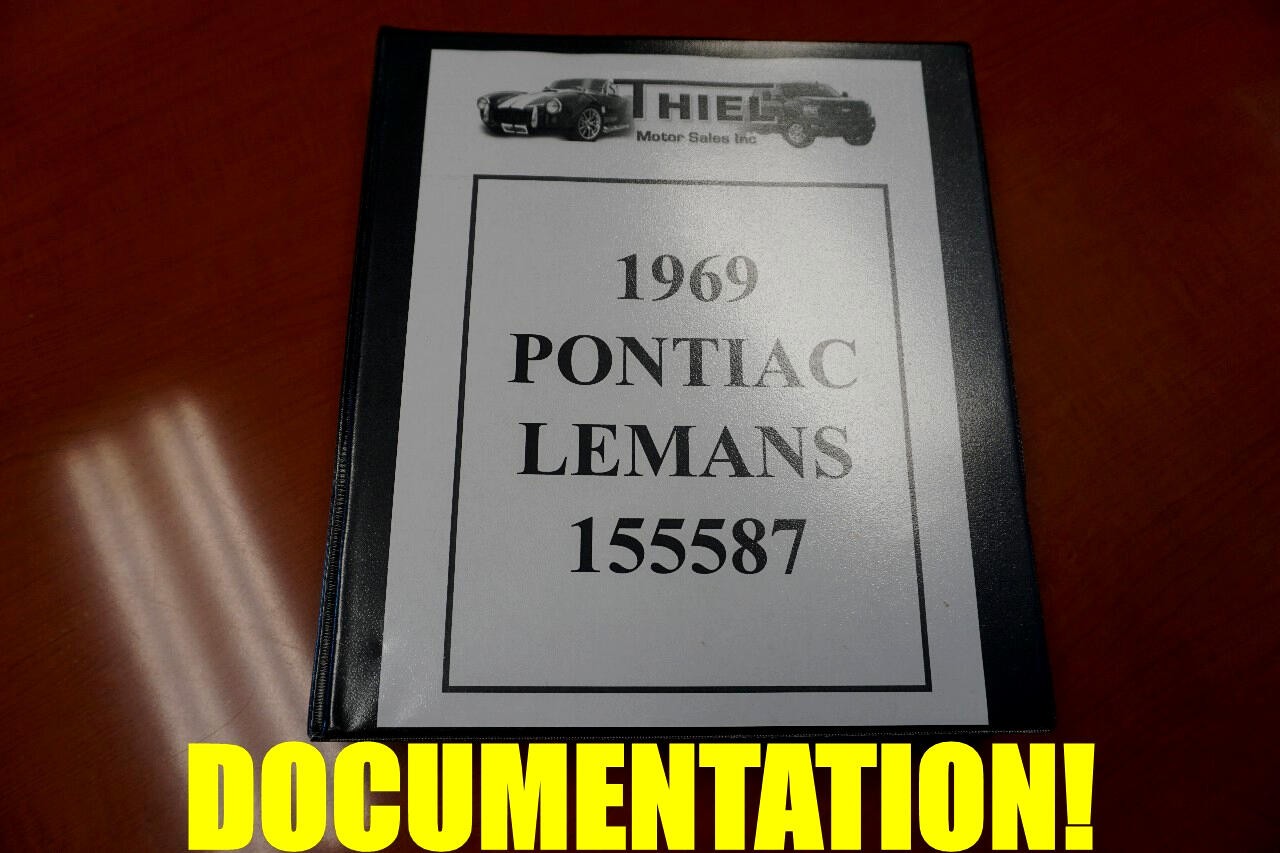 THIEL
Motor Sales Inc
1969
PONTIAC
LEMANS
155587
DOCUMENTATION!